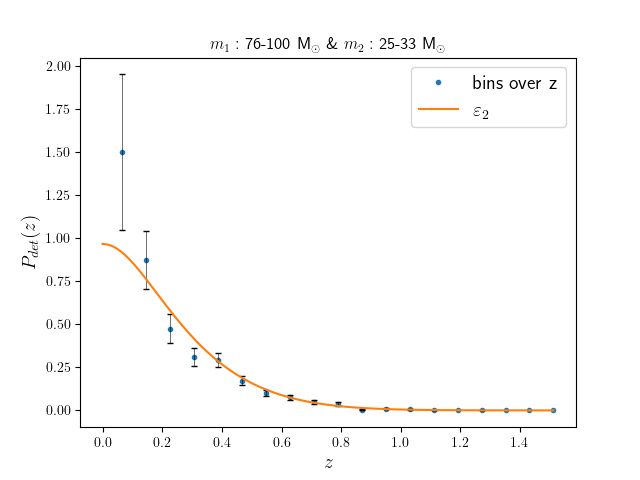 m₁ : 76-100 M⊙ & m₂ : 25-33 M⊙
2.00
1.75
1.50
1.25
1.00
0.75
0.50
0.25
0.00
P_det(z)
bins over z
ε₂
0.0 0.2 0.4 0.6 0.8 1.0 1.2 1.4
z